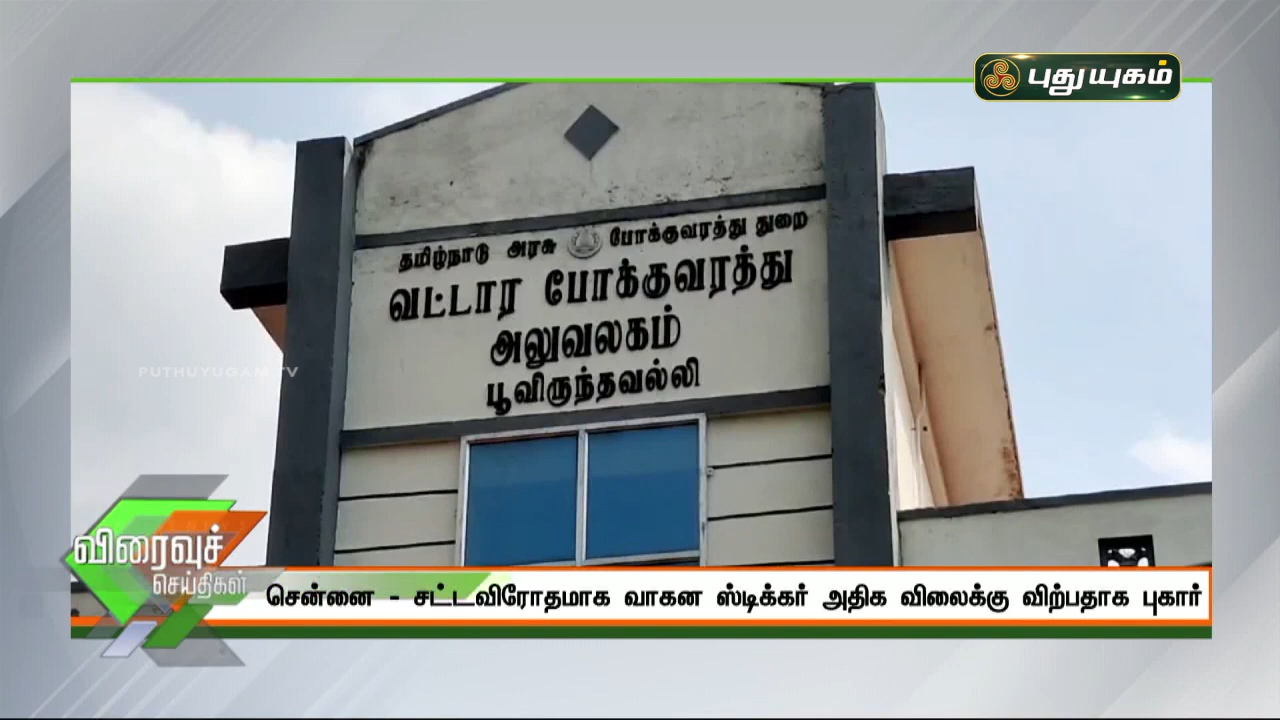 புதுயுகம்
தமிழ்நாடு அரசு போக்குவரத்து துறை
வட்டார போக்குவரத்து
அலுவலகம்
பூவிருந்தவல்லி
PUTHUYUGAM TV
விரைவுச்
செய்திகள்
சென்னை - சட்டவிரோதமாக வாகன ஸ்டிக்கர் அதிக விலைக்கு விற்பதாக புகார்